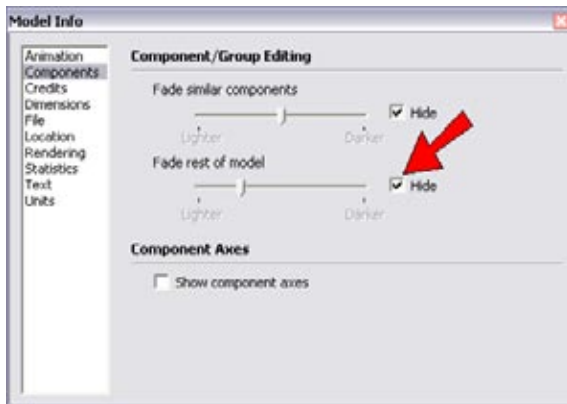 Model Info
Animation
Components
Credits
Dimensions
File
Location
Rendering
Statistics
Text
Units
Component/Group Editing
Fade similar components
Hide
Lighter
Darker
Fade rest of model
Hide
Lighter
Darker
Component Axes
Show component axes